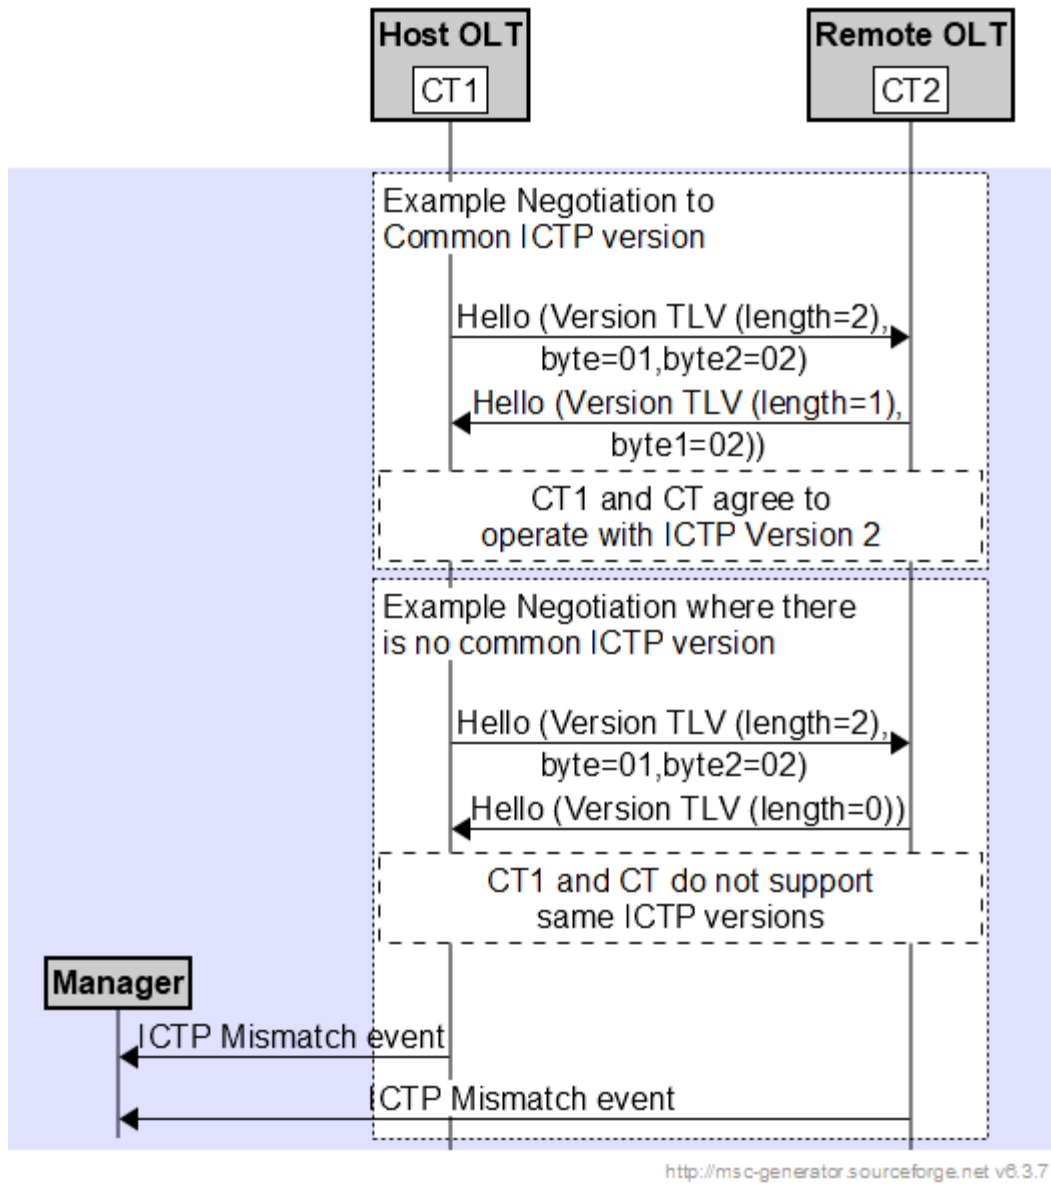 Host OLT
CT1
Remote OLT
CT2
Example Negotiation to
Common ICTP version
Hello (Version TLV (length=2),
byte=01,byte2=02)
Hello (Version TLV (length=1),
byte1=02))
CT1 and CT agree to
operate with ICTP Version 2
Example Negotiation where there
is no common ICTP version
Hello (Version TLV (length=2),
byte=01,byte2=02)
Hello (Version TLV (length=0))
CT1 and CT do not support
same ICTP versions
Manager
ICTP Mismatch event
ICTP Mismatch event
http://msc-generator.sourceforge.net v6.3.7